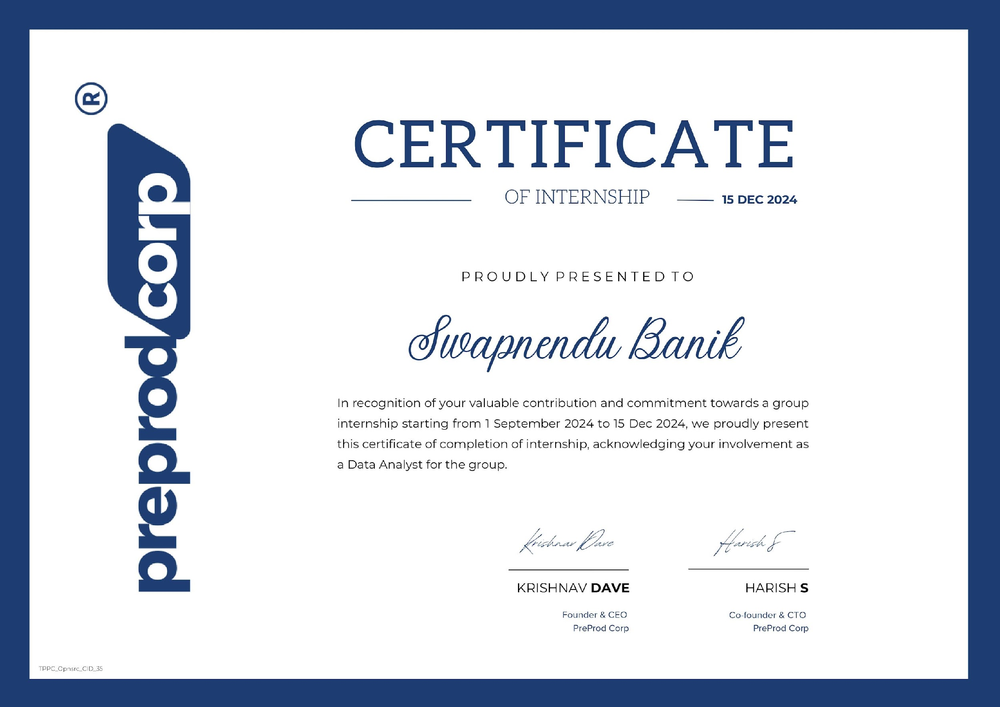 ®
preprodcorp
CERTIFICATE
OF INTERNSHIP
15 DEC 2024
PROUDLY PRESENTED TO
Swapnendu Banik
In recognition of your valuable contribution and commitment towards a group
internship starting from 1 September 2024 to 15 Dec 2024, we proudly present
this certificate of completion of internship, acknowledging your involvement as
a Data Analyst for the group.
Krishnav Dave
Harish S
KRISHNAV DAVE
HARISH S
Founder & CEO
Co-founder & CTO
PreProd Corp
PreProd Corp
TPPC_Opnsrc_CID_35